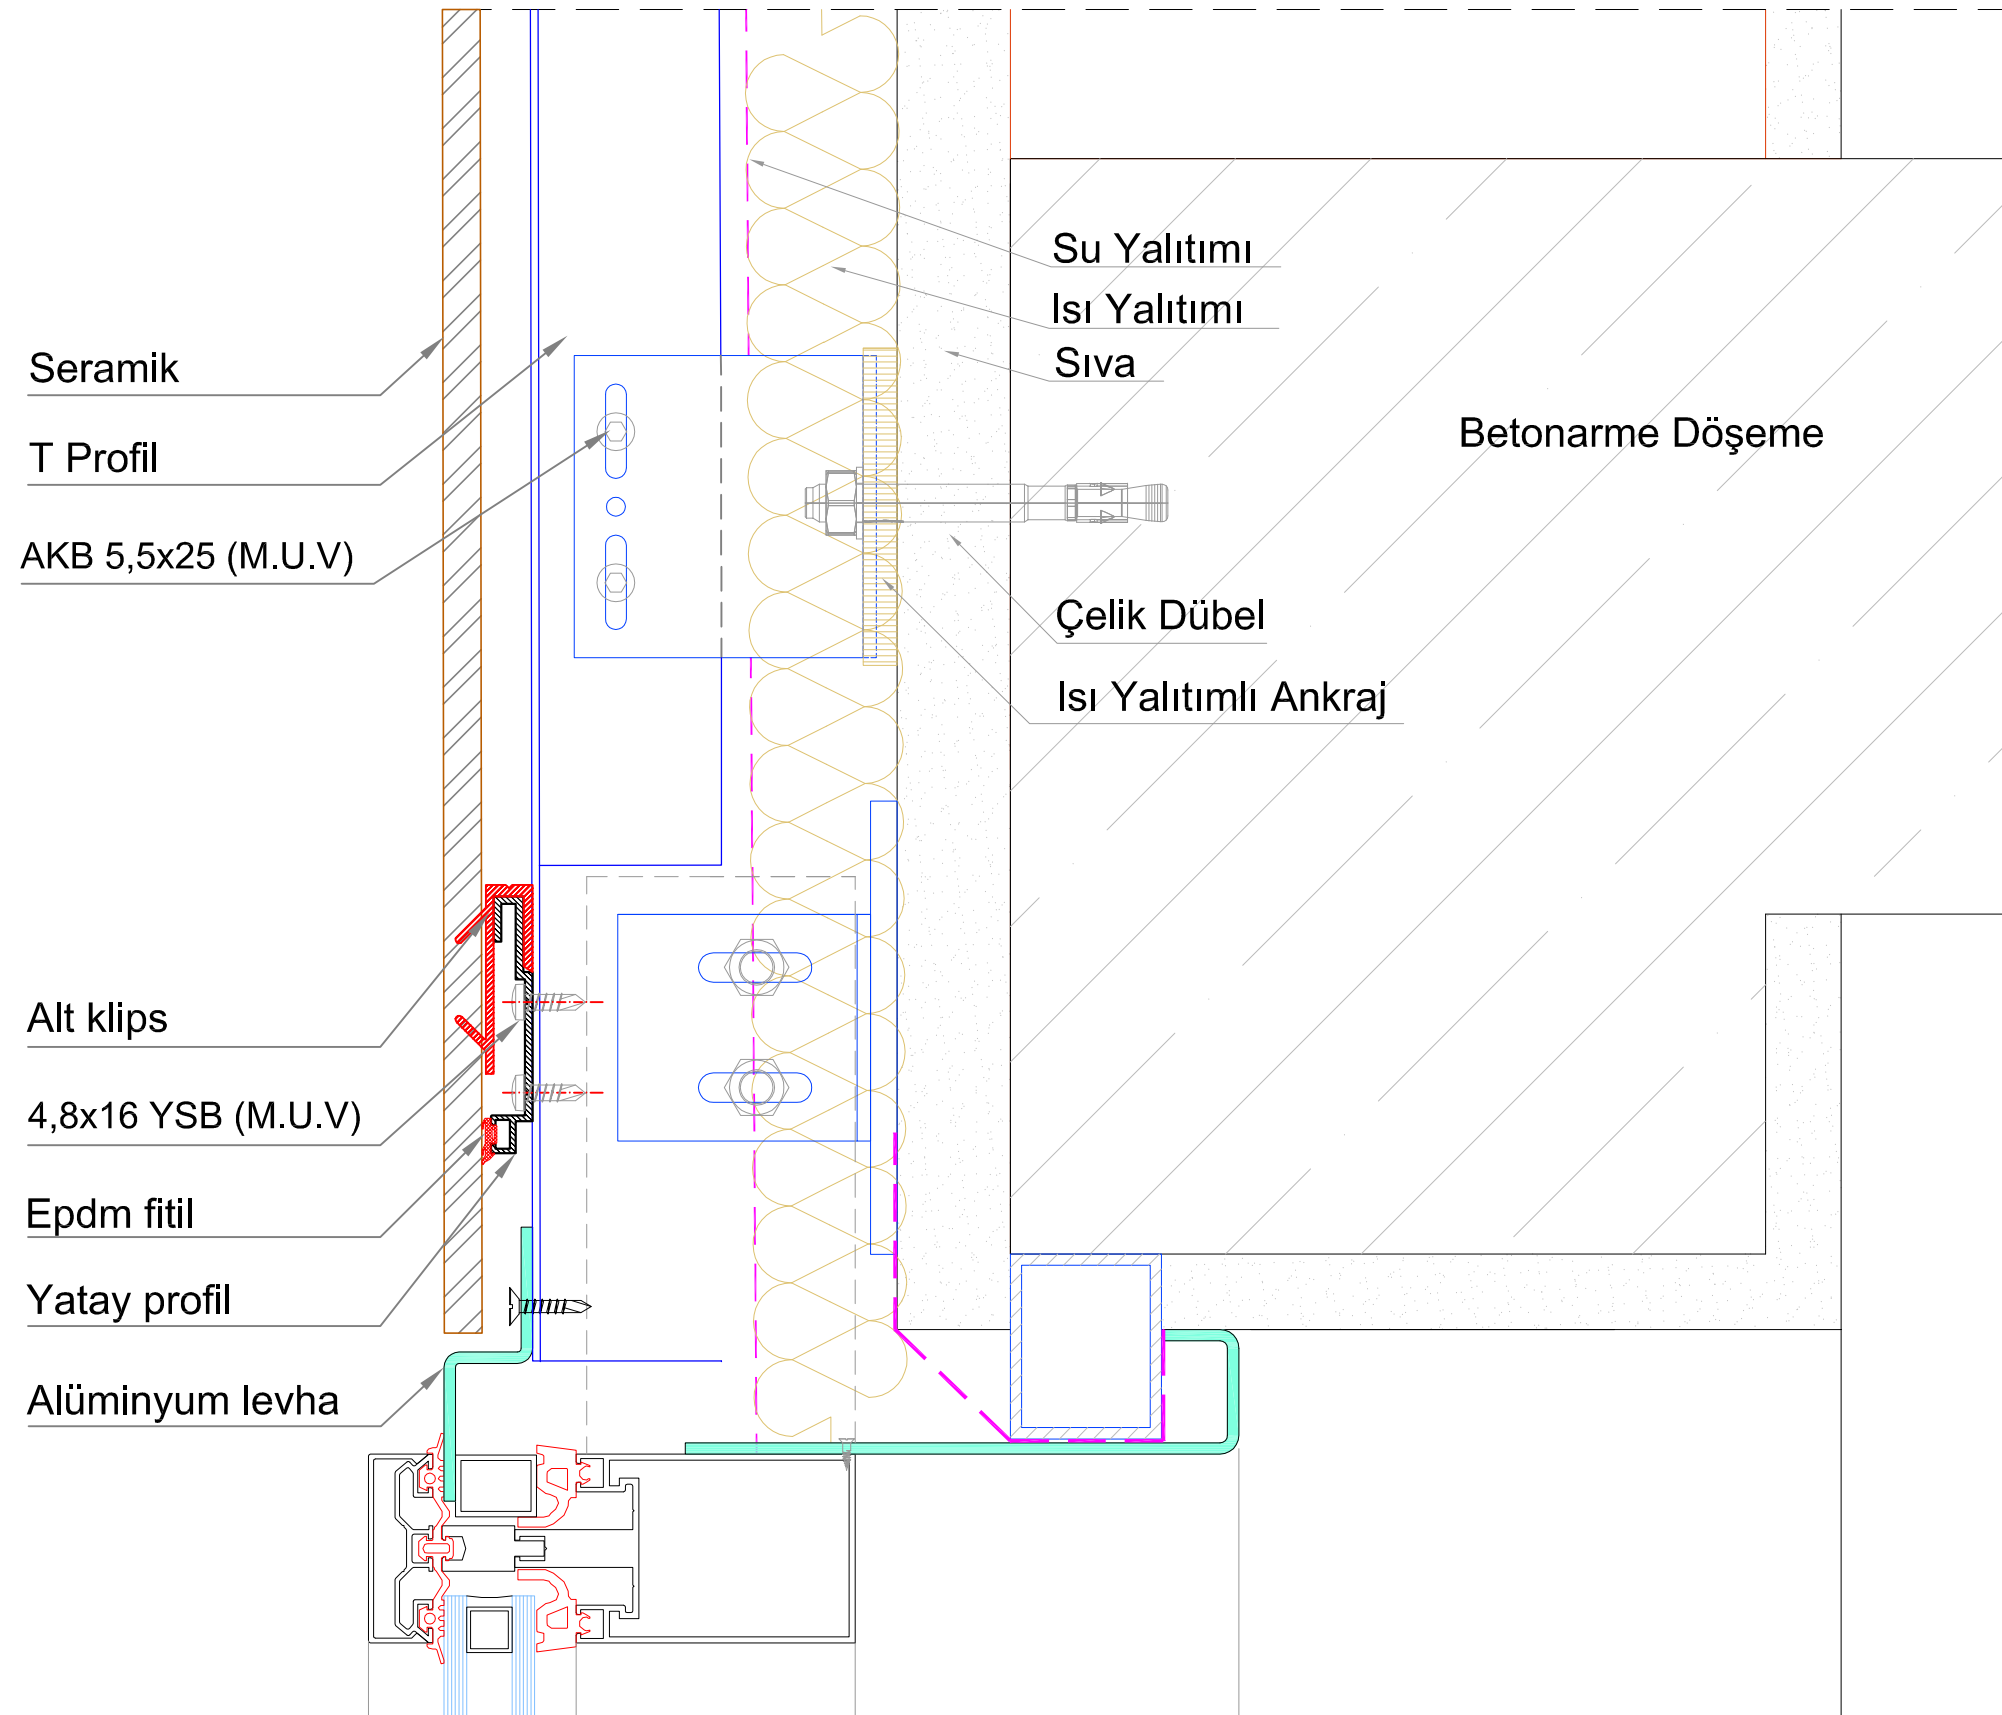 Su Yalıtımı
Isı Yalıtımı
Sıva
Seramik
Betonarme Döşeme
T Profil
AKB 5,5x25 (M.U.V)
Çelik Dübel
Isı Yalıtımlı Ankraj
Alt klips
4,8x16 YSB (M.U.V)
Epdm fitil
Yatay profil
Alüminyum levha